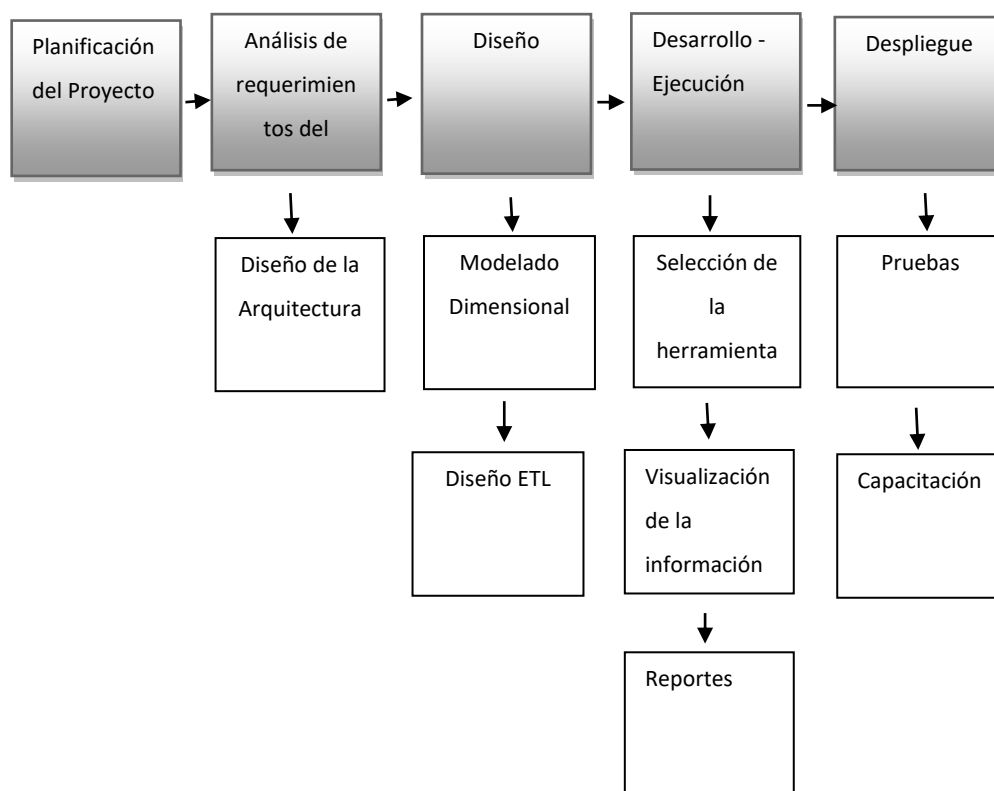 Planificación
del Proyecto
Análisis de
requerimien
tos del
Diseño
Desarrollo -
Ejecución
Despliegue
Diseño de la
Arquitectura
Modelado
Dimensional
Selección de
la
herramienta
Pruebas
Diseño ETL
Visualización
de la
información
Capacitación
Reportes